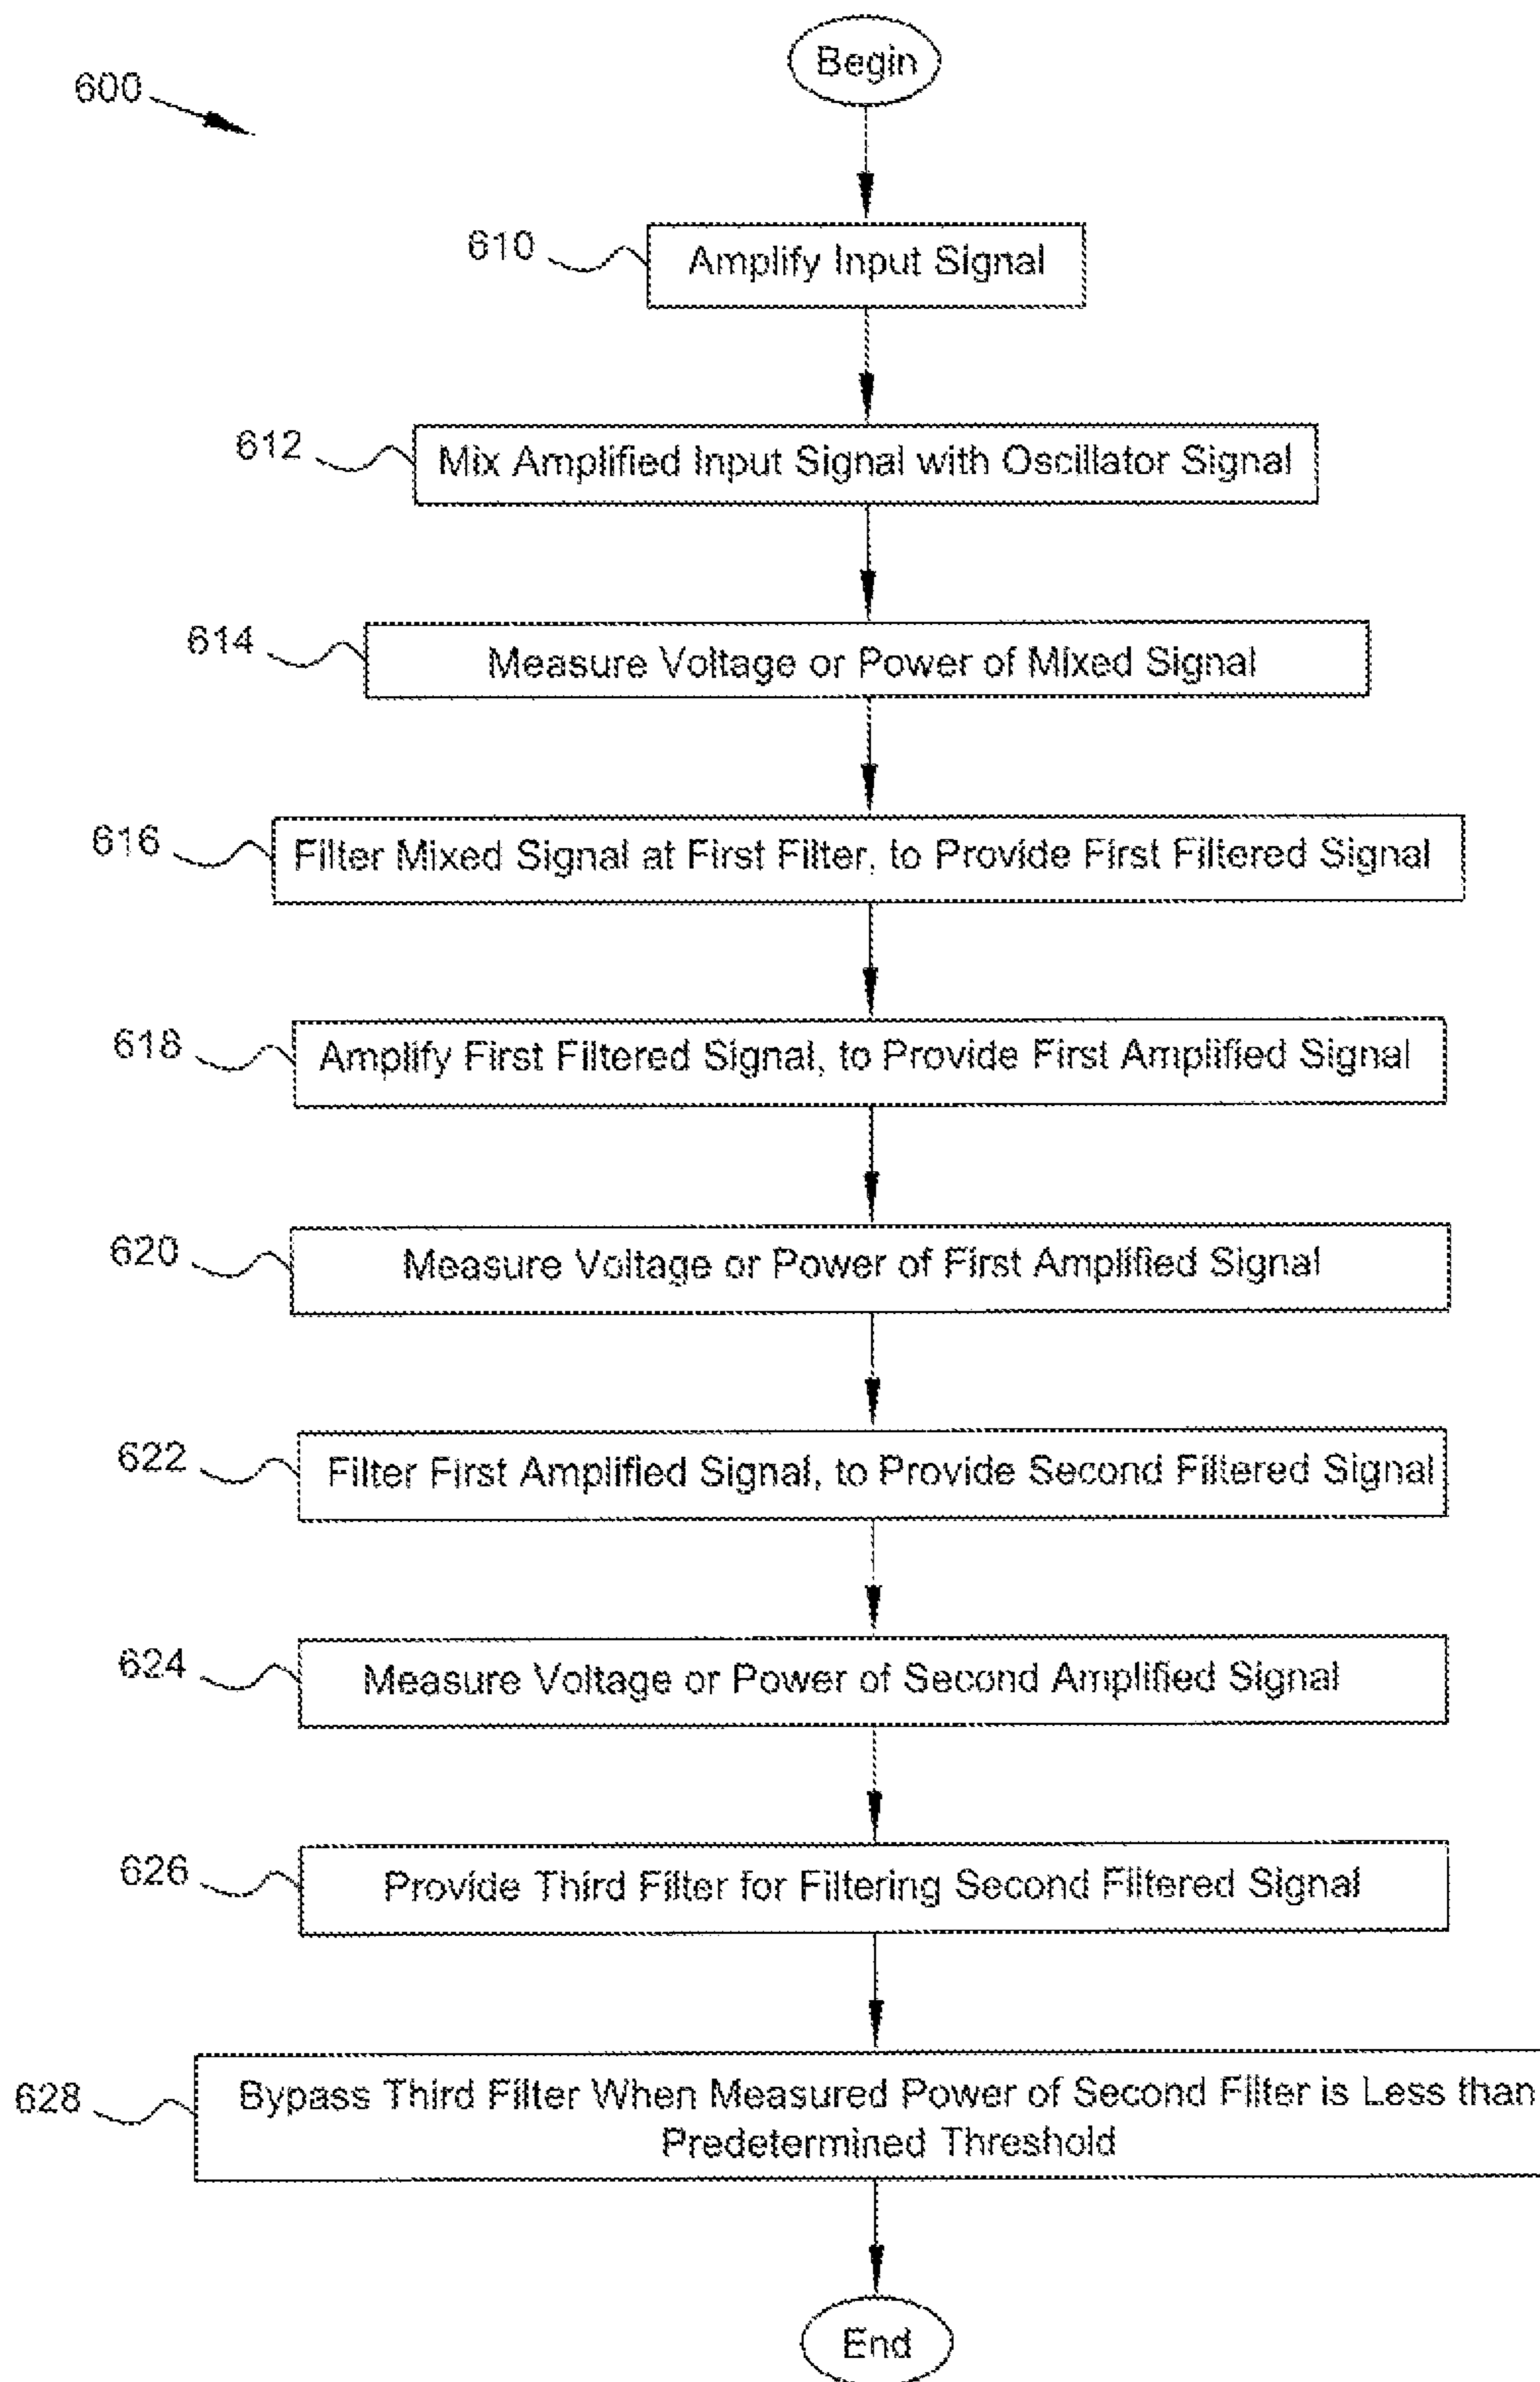 Begin
600
610
Amplify Input Signal
612
Mix Amplified Input Signal with Oscillator Signal
614
Measure Voltage or Power of Mixed Signal
616
Filter Mixed Signal at First Filter, to Provide First Filtered Signal
618
Amplify First Filtered Signal, to Provide First Amplified Signal
620
Measure Voltage or Power of First Amplified Signal
622
Filter First Amplified Signal, to Provide Second Filtered Signal
624
Measure Voltage or Power of Second Amplified Signal
626
Provide Third Filter for Filtering Second Filtered Signal
628
Bypass Third Filter When Measured Power of Second Filter is Less than
Predetermined Threshold
End